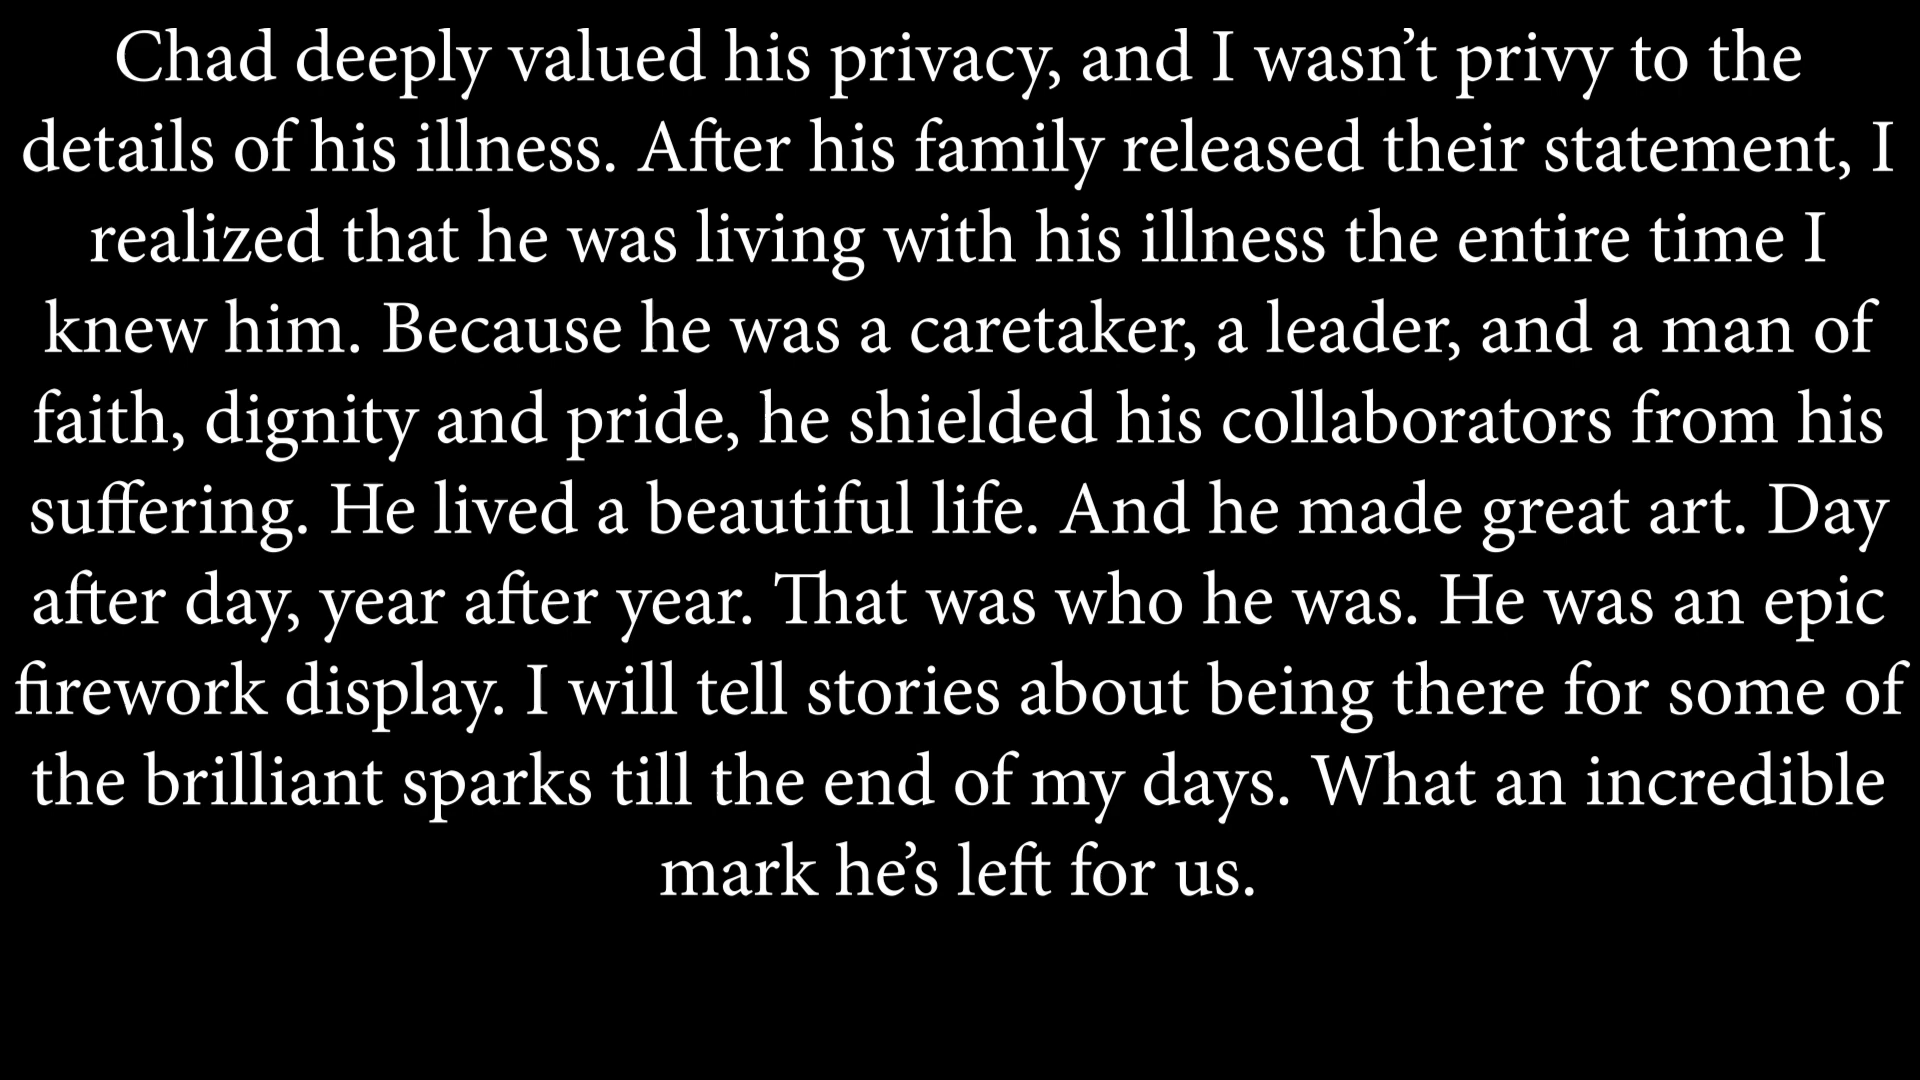 Chad deeply valued his privacy, and I wasn’t privy to the
details of his illness. After his family released their statement, I
realized that he was living with his illness the entire time I
knew him. Because he was a caretaker, a leader, and a man of
faith, dignity and pride, he shielded his collaborators from his
suffering. He lived a beautiful life. And he made great art. Day
after day, year after year. That was who he was. He was an epic
firework display. I will tell stories about being there for some of
the brilliant sparks till the end of my days. What an incredible
mark he’s left for us.